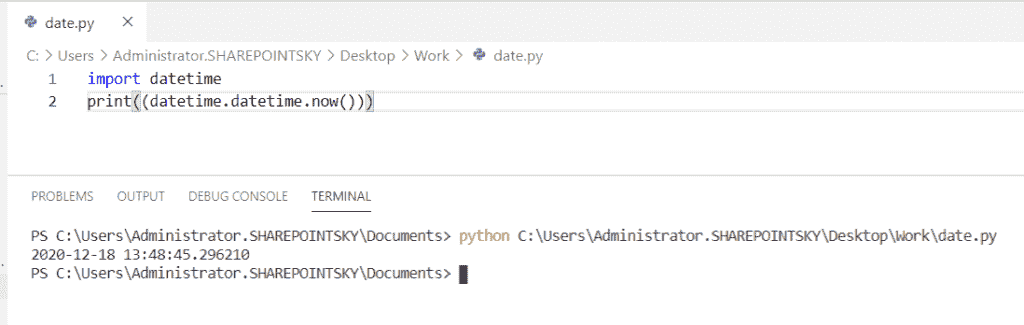 date.py
C: > Users > Administrator.SHAREPOINTSKY > Desktop > Work > date.py
1 import datetime
2 print((datetime.datetime.now()))
PROBLEMS OUTPUT DEBUG CONSOLE TERMINAL
PS C:\Users\Administrator.SHAREPOINTSKY\Documents> python C:\Users\Administrator.SHAREPOINTSKY\Desktop\Work\date.py
2020-12-18 13:48:45.296210
PS C:\Users\Administrator.SHAREPOINTSKY\Documents>